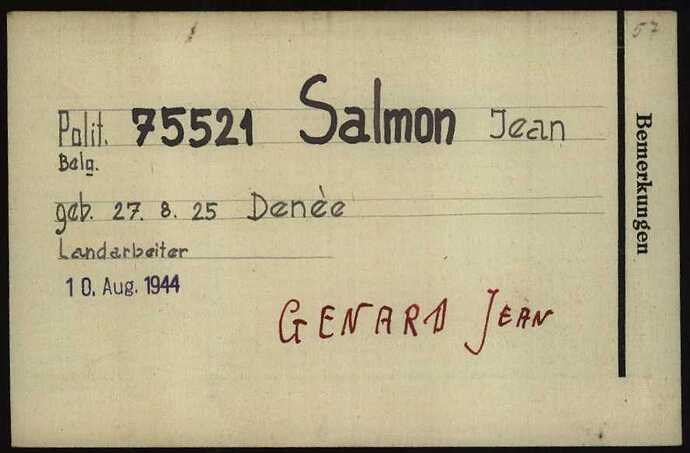 57
Polit. 75521 Salmon Jean
Belg.
geb. 27. 8. 25 Denèe
Landarbeiter
10. Aug. 1944
GENARD JEAN
Bemerkungen